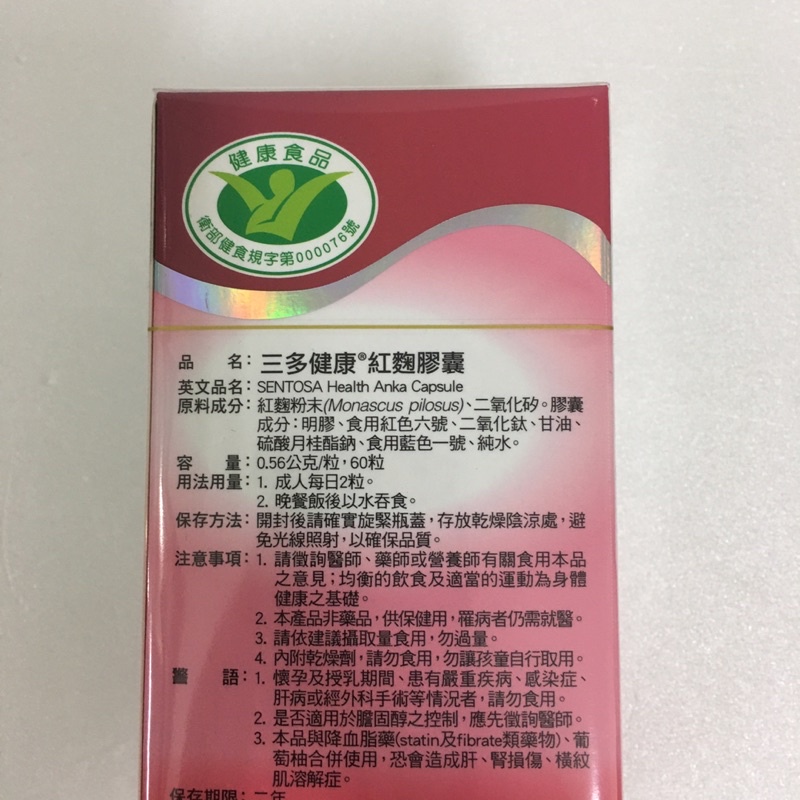 健康食品
衛部健食規字第000076號
品名：三多健康®紅麴膠囊
英文品名：SENTOSA Health Anka Capsule
原料成分：紅麴粉末(Monascus pilosus)、二氧化矽。膠囊
成分：明膠、食用紅色六號、二氧化鈦、甘油、
硫酸月桂酯鈉、食用藍色一號、純水。
容量：0.56公克/粒，60粒
用法用量：1. 成人每日2粒。
2. 晚餐飯後以水吞食。
保存方法：開封後請確實旋緊瓶蓋，存放乾燥陰涼處，避
免光線照射，以確保品質。
注意事項：1. 請徵詢醫師、藥師或營養師有關食用本品
之意見；均衡的飲食及適當的運動為身體
健康之基礎。
2. 本產品非藥品，供保健用，罹病者仍需就醫。
3. 請依建議攝取量食用，勿過量。
4. 內附乾燥劑，請勿食用，勿讓孩童自行取用。
警語：1. 懷孕及授乳期間、患有嚴重疾病、感染症、
肝病或經外科手術等情況者，請勿食用。
2. 是否適用於膽固醇之控制，應先徵詢醫師。
3. 本品與降血脂藥(statin及fibrate類藥物)、葡
萄柚合併使用，恐會造成肝、腎損傷、橫紋
肌溶解症。
保存期限：二年